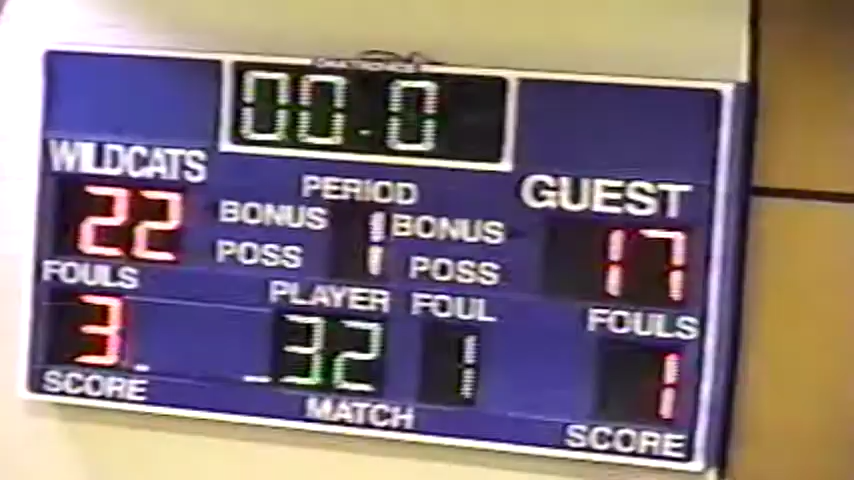 00.0
WILDCATS PERIOD GUEST
22 BONUS 1 BONUS 17
POSS POSS
FOULS PLAYER FOUL FOULS
3 32 1 1
SCORE MATCH SCORE